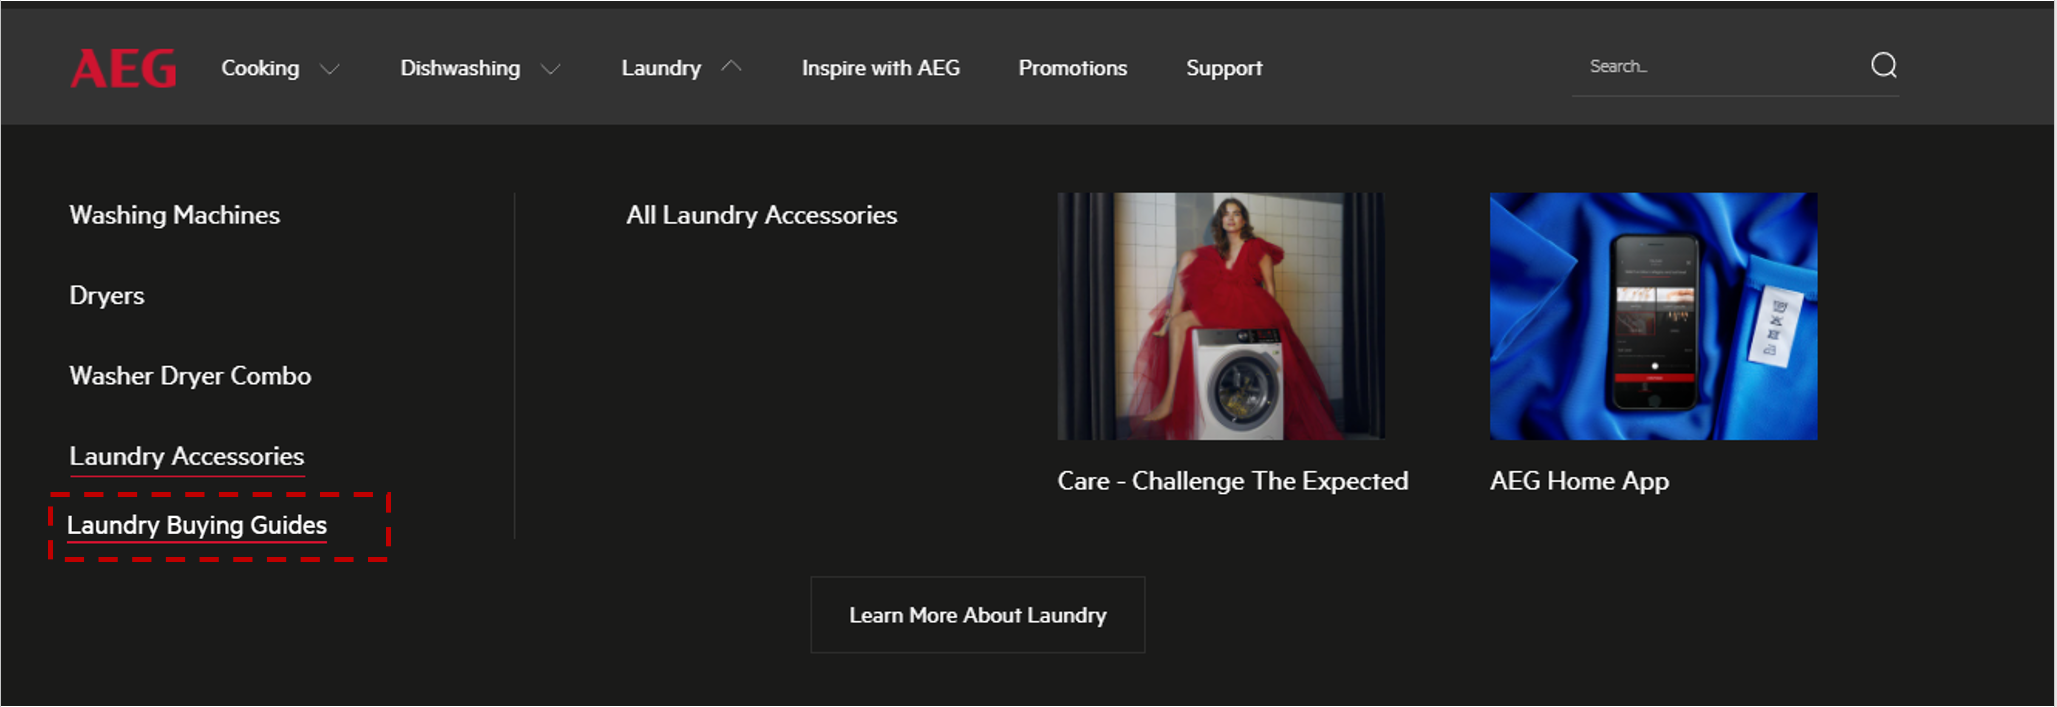 AEG
Cooking
Dishwashing
Laundry
Inspire with AEG
Promotions
Support
Search...
Washing Machines
Dryers
Washer Dryer Combo
Laundry Accessories
Laundry Buying Guides
All Laundry Accessories
Care - Challenge The Expected
AEG Home App
Learn More About Laundry